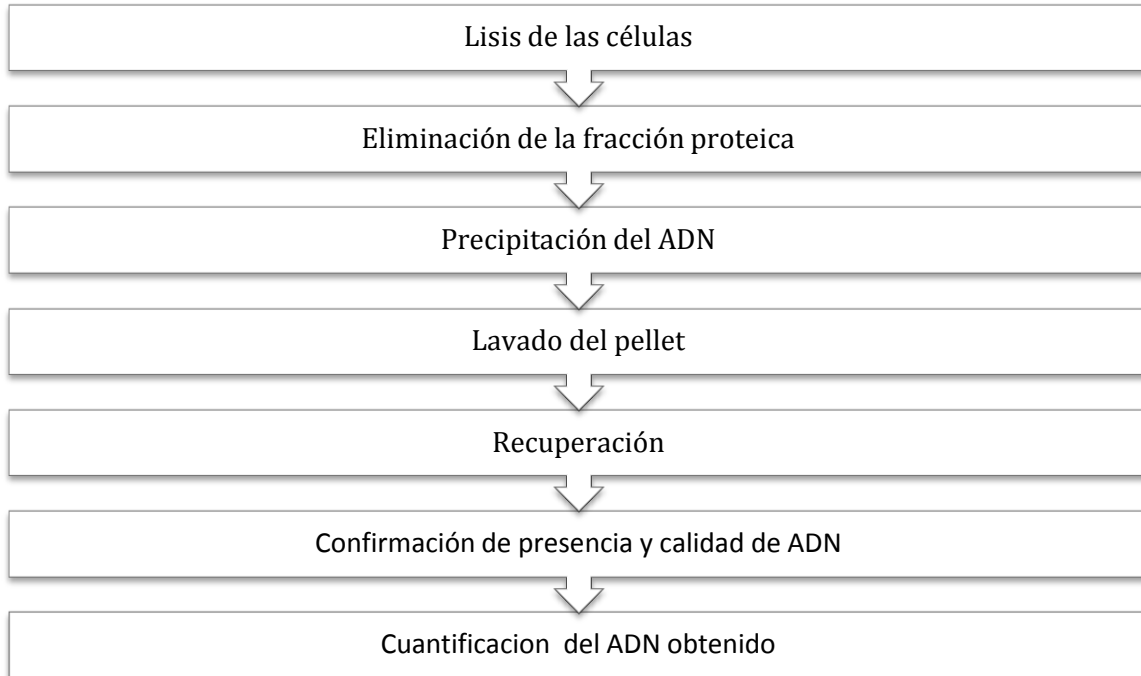 Lisis de las células
Eliminación de la fracción proteica
Precipitación del ADN
Lavado del pellet
Recuperación
Confirmación de presencia y calidad de ADN
Cuantificacion  del ADN obtenido